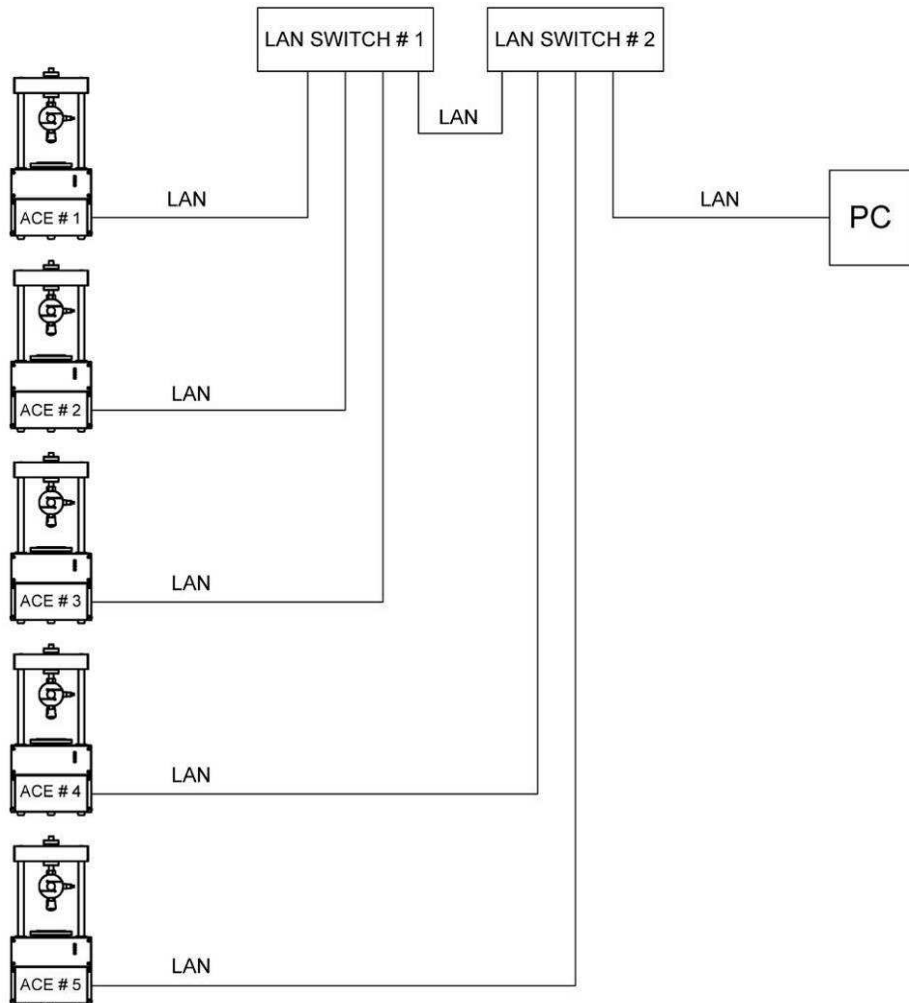 LAN SWITCH # 1
LAN SWITCH # 2
LAN
LAN
LAN
ACE # 1
PC
LAN
ACE # 2
LAN
ACE # 3
LAN
ACE # 4
LAN
ACE # 5